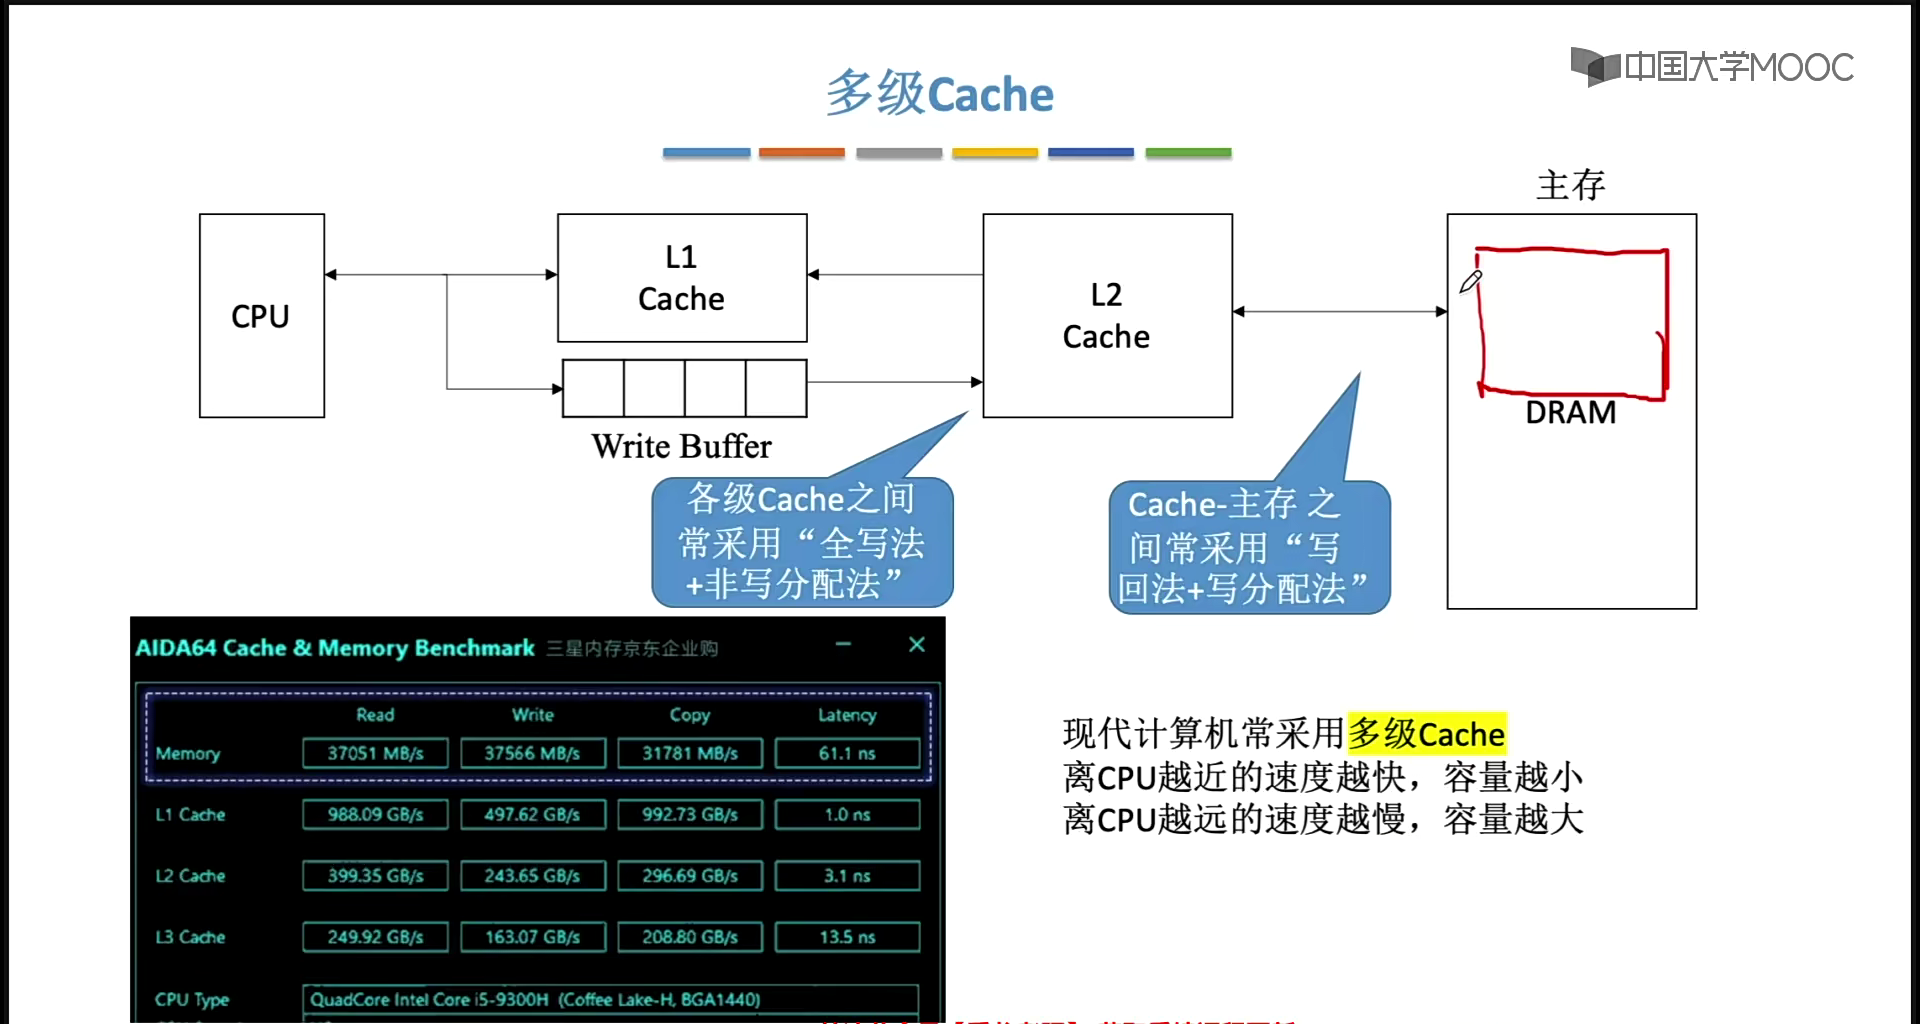 中国大学MOOC
多级Cache
主存
CPU
L1
Cache
L2
Cache
DRAM
Write Buffer
各级Cache之间
常采用“全写法
+非写分配法”
Cache-主存 之
间常采用“写
回法+写分配法”
AIDA64 Cache & Memory Benchmark 三星内存京东企业购
Read Write Copy Latency
Memory 37051 MB/s 37566 MB/s 31781 MB/s 61.1 ns
L1 Cache 988.09 GB/s 497.62 GB/s 992.73 GB/s 1.0 ns
L2 Cache 399.35 GB/s 243.65 GB/s 296.69 GB/s 3.1 ns
L3 Cache 249.92 GB/s 163.07 GB/s 208.80 GB/s 13.5 ns
CPU Type QuadCore Intel Core i5-9300H (Coffee Lake-H, BGA1440)
现代计算机常采用多级Cache
离CPU越近的速度越快，容量越小
离CPU越远的速度越慢，容量越大